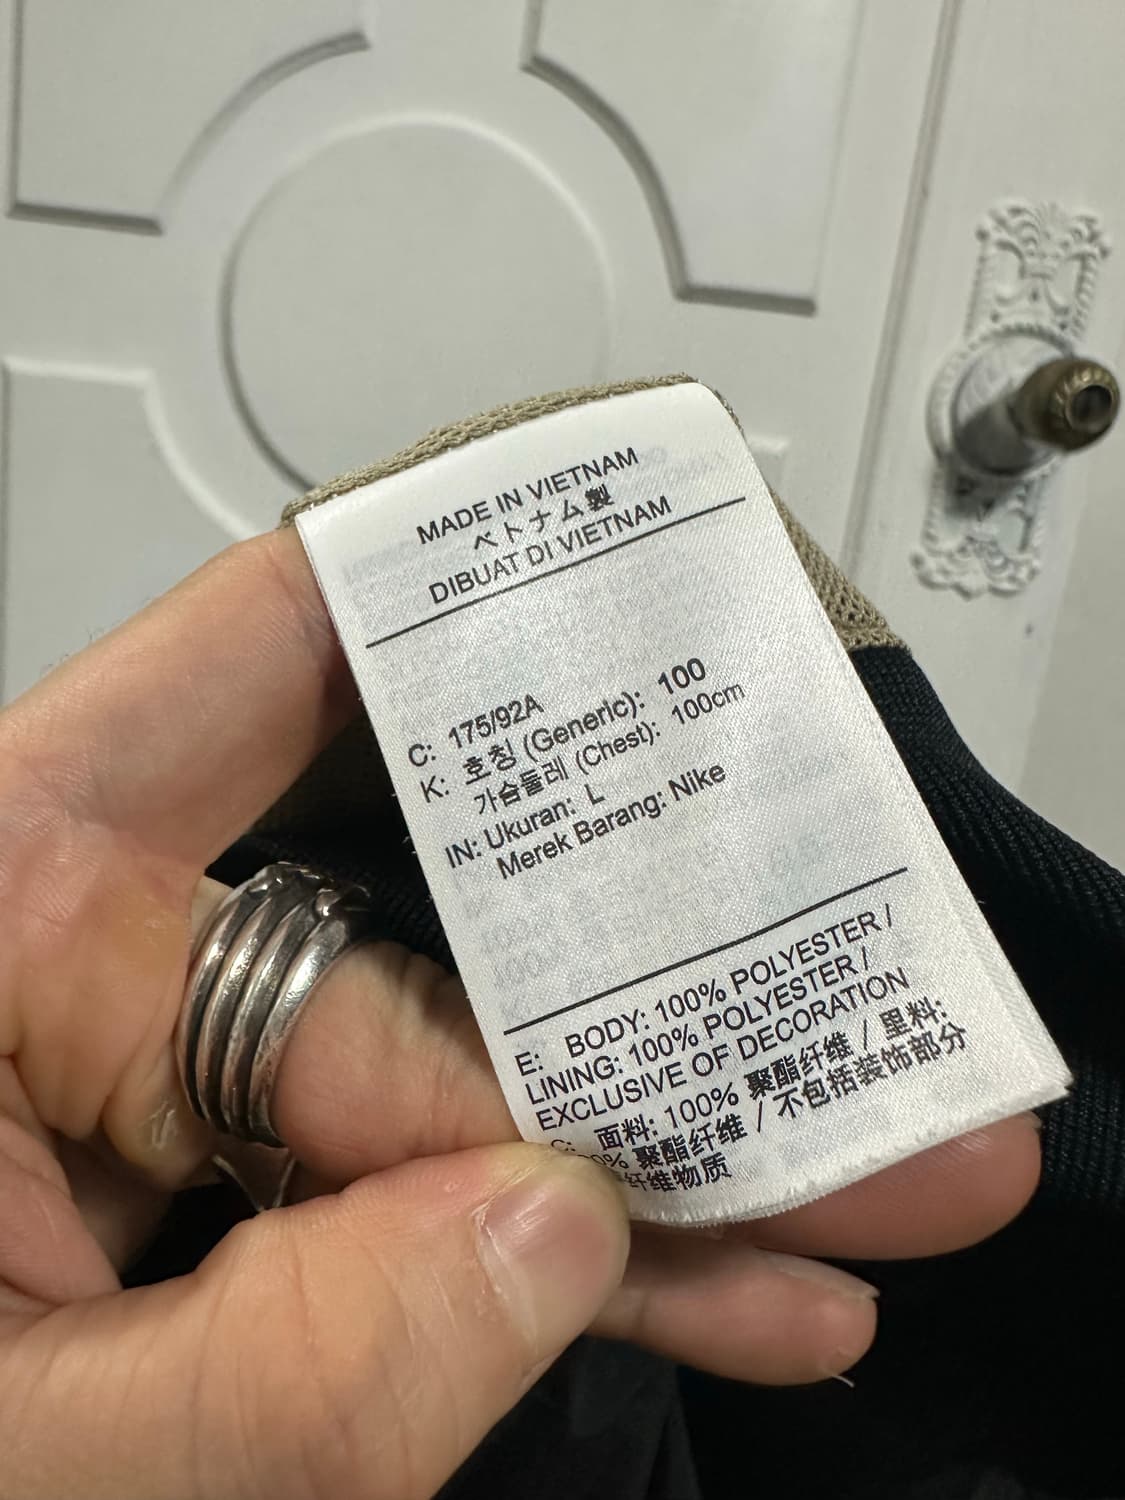 MADE IN VIETNAM
ベトナム製
DIBUAT DI VIETNAM
C: 175/92A
K: 호칭 (Generic): 100
가슴둘레 (Chest): 100cm
IN: Ukuran: L
Merek Barang: Nike
E: BODY: 100% POLYESTER /
LINING: 100% POLYESTER /
EXCLUSIVE OF DECORATION
C: 面料: 100% 聚酯纤维 / 里料:
聚酯纤维 / 不包括装饰部分
纤维物质